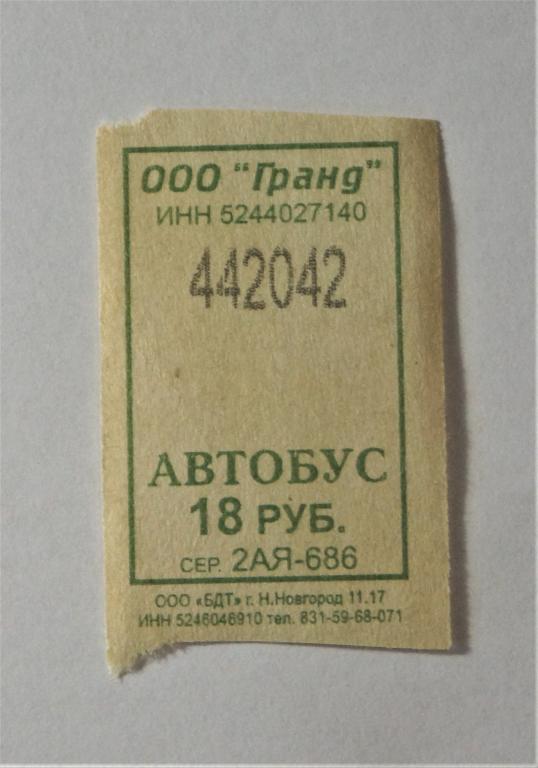 ООО "Гранд"
ИНН 5244027140
442042
АВТОБУС
18 РУБ.
СЕР. 2АЯ-686
ООО «БДТ» г. Н.Новгород 11.17
ИНН 5246046910 тел. 831-59-68-071